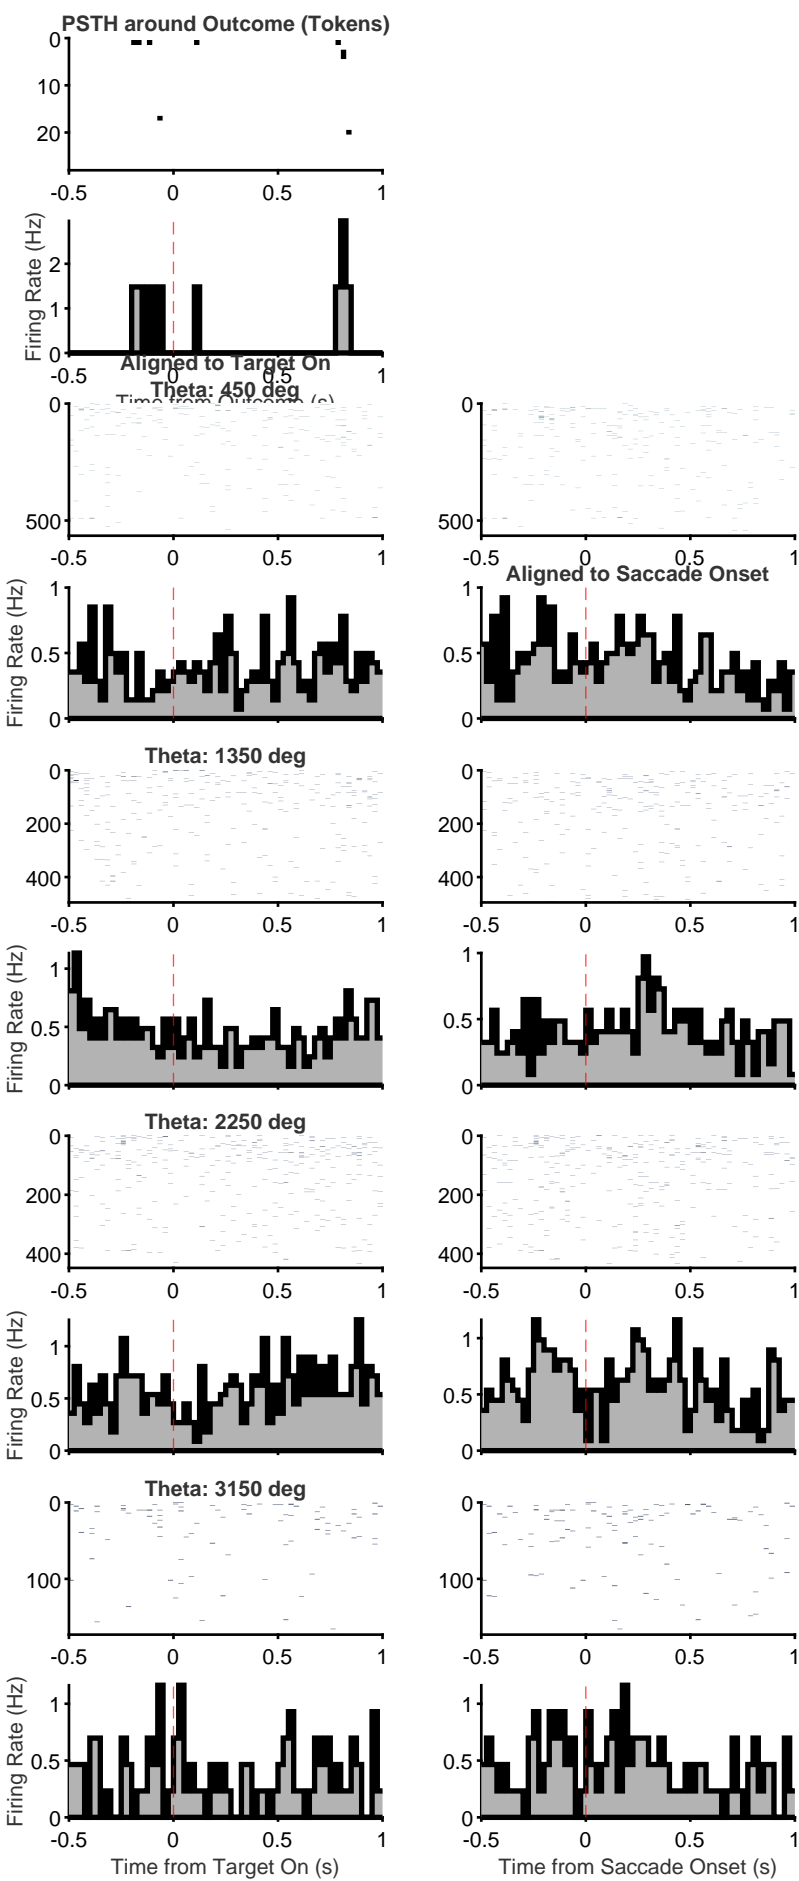 PSTH around Outcome (Tokens)
0
10
20
-0.5 0 0.5 1
Firing Rate (Hz)
2
1
0
-0.5 0 0.5 1
Time from Outcome (s)
Aligned to Target On
Theta: 450 deg
0
500
-0.5 0 0.5 1
0
500
-0.5 0 0.5 1
Firing Rate (Hz)
1
0.5
0
Aligned to Saccade Onset
1
0.5
0
Theta: 1350 deg
0
200
400
-0.5 0 0.5 1
0
200
400
-0.5 0 0.5 1
Firing Rate (Hz)
1
0.5
0
1
0.5
0
Theta: 2250 deg
0
200
400
-0.5 0 0.5 1
0
200
400
-0.5 0 0.5 1
Firing Rate (Hz)
1
0.5
0
1
0.5
0
Theta: 3150 deg
0
100
-0.5 0 0.5 1
0
100
-0.5 0 0.5 1
Firing Rate (Hz)
1
0.5
0
-0.5 0 0.5 1
Time from Target On (s)
1
0.5
0
-0.5 0 0.5 1
Time from Saccade Onset (s)